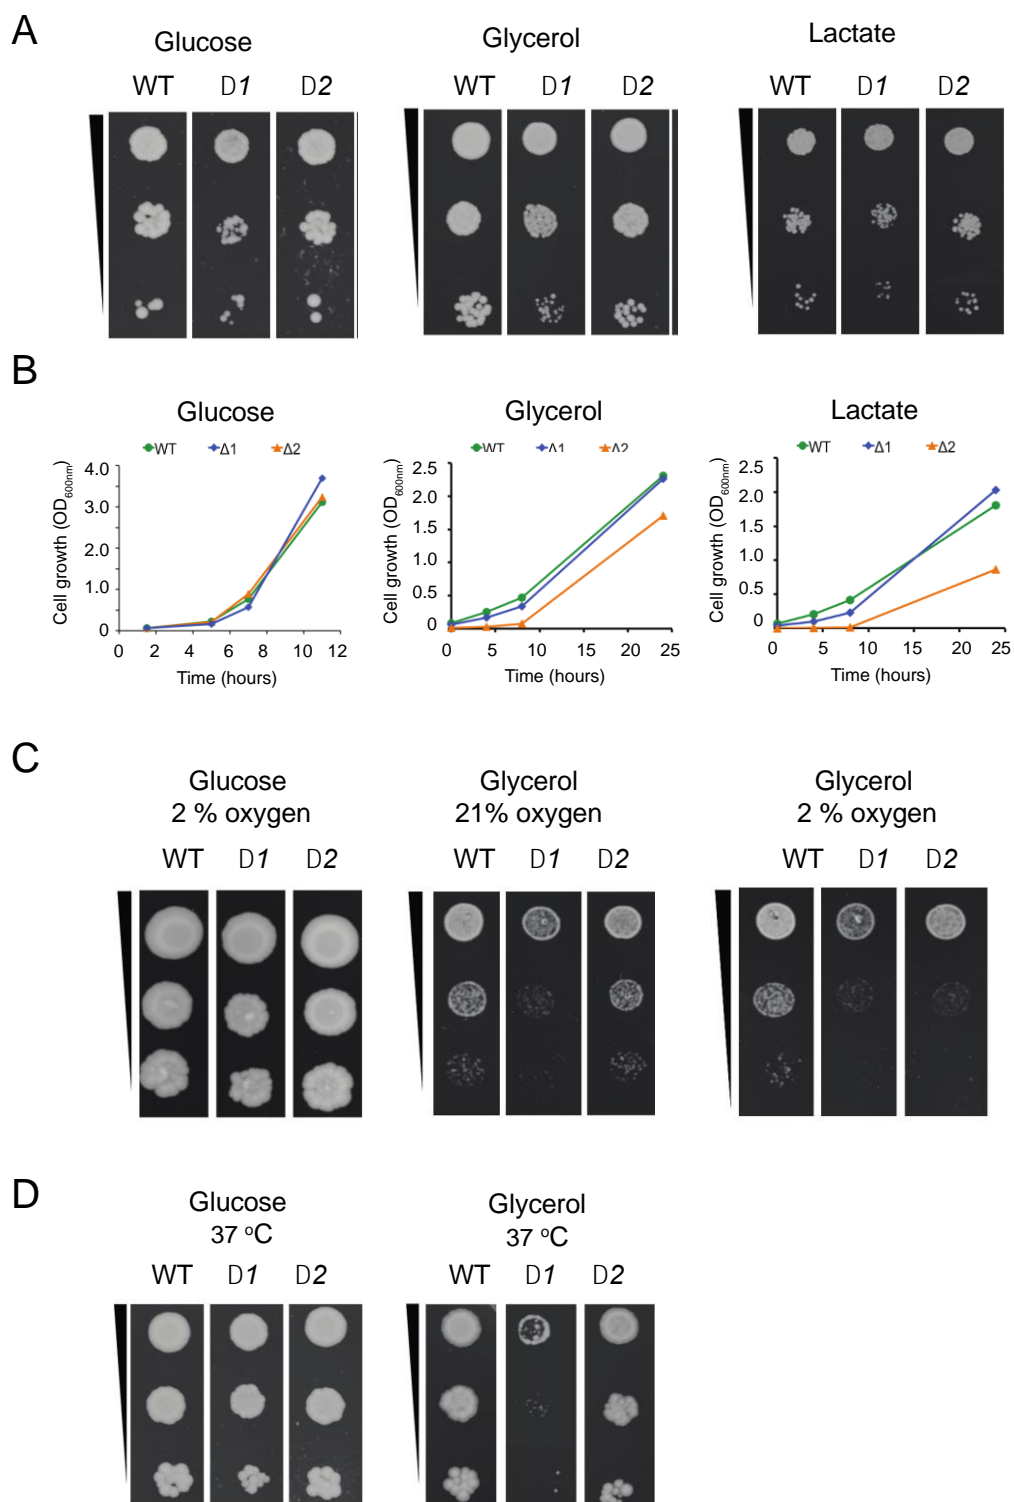 A
Glucose
Glycerol
Lactate
WT D1 D2
WT D1 D2
WT D1 D2
B
Glucose
Glycerol
Lactate
WT Δ1 Δ2
WT Δ1 Δ2
WT Δ1 Δ2
Cell growth (OD600nm)
4.0
3.0
2.0
1.0
0
0 2 4 6 8 10 12
Time (hours)
Cell growth (OD600nm)
2.5
2.0
1.5
1.0
0.5
0
0 5 10 15 20 25
Time (hours)
Cell growth (OD600nm)
2.5
2.0
1.5
1.0
0.5
0
0 5 10 15 20 25
Time (hours)
C
Glucose
2 % oxygen
Glycerol
21% oxygen
Glycerol
2 % oxygen
WT D1 D2
WT D1 D2
WT D1 D2
D
Glucose
37 °C
Glycerol
37 °C
WT D1 D2
WT D1 D2